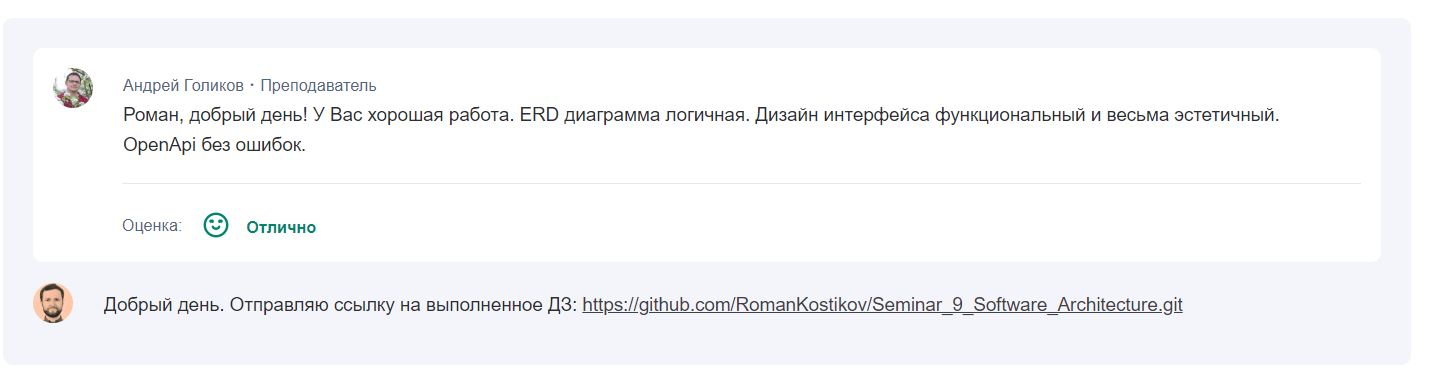 Андрей Голиков · Преподаватель
Роман, добрый день! У Вас хорошая работа. ERD диаграмма логичная. Дизайн интерфейса функциональный и весьма эстетичный.
OpenApi без ошибок.
Оценка: Отлично
Добрый день. Отправляю ссылку на выполненное ДЗ: https://github.com/RomanKostikov/Seminar_9_Software_Architecture.git